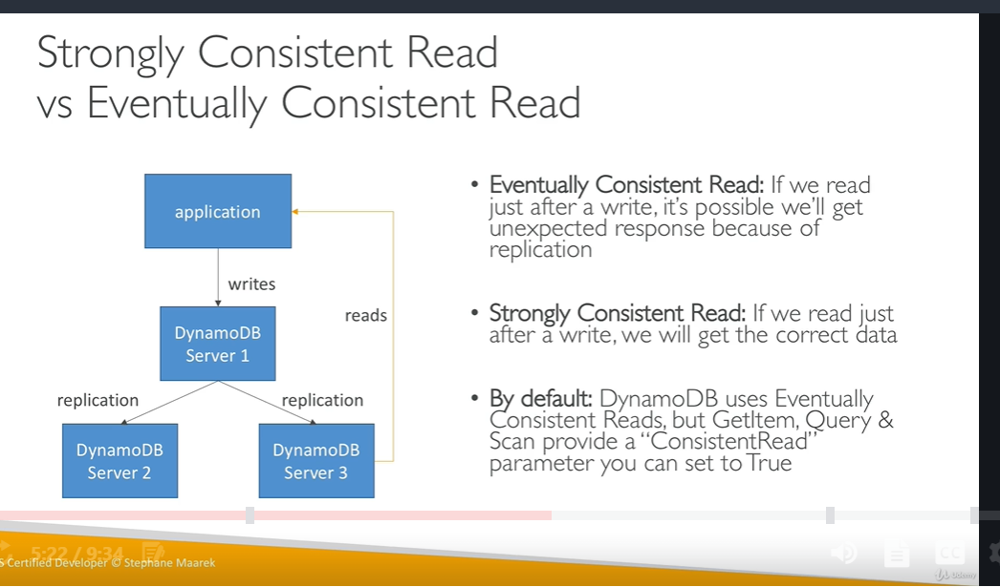 Strongly Consistent Read
vs Eventually Consistent Read
application
writes
reads
DynamoDB
Server 1
replication
replication
DynamoDB
Server 2
DynamoDB
Server 3
• Eventually Consistent Read: If we read
just after a write, it's possible we'll get
unexpected response because of
replication
• Strongly Consistent Read: If we read just
after a write, we will get the correct data
• By default: DynamoDB uses Eventually
Consistent Reads, but GetItem, Query &
Scan provide a “ConsistentRead”
parameter you can set to True
5:22 / 9:34
S Certified Developer © Stephane Maarek
CC
Udemy